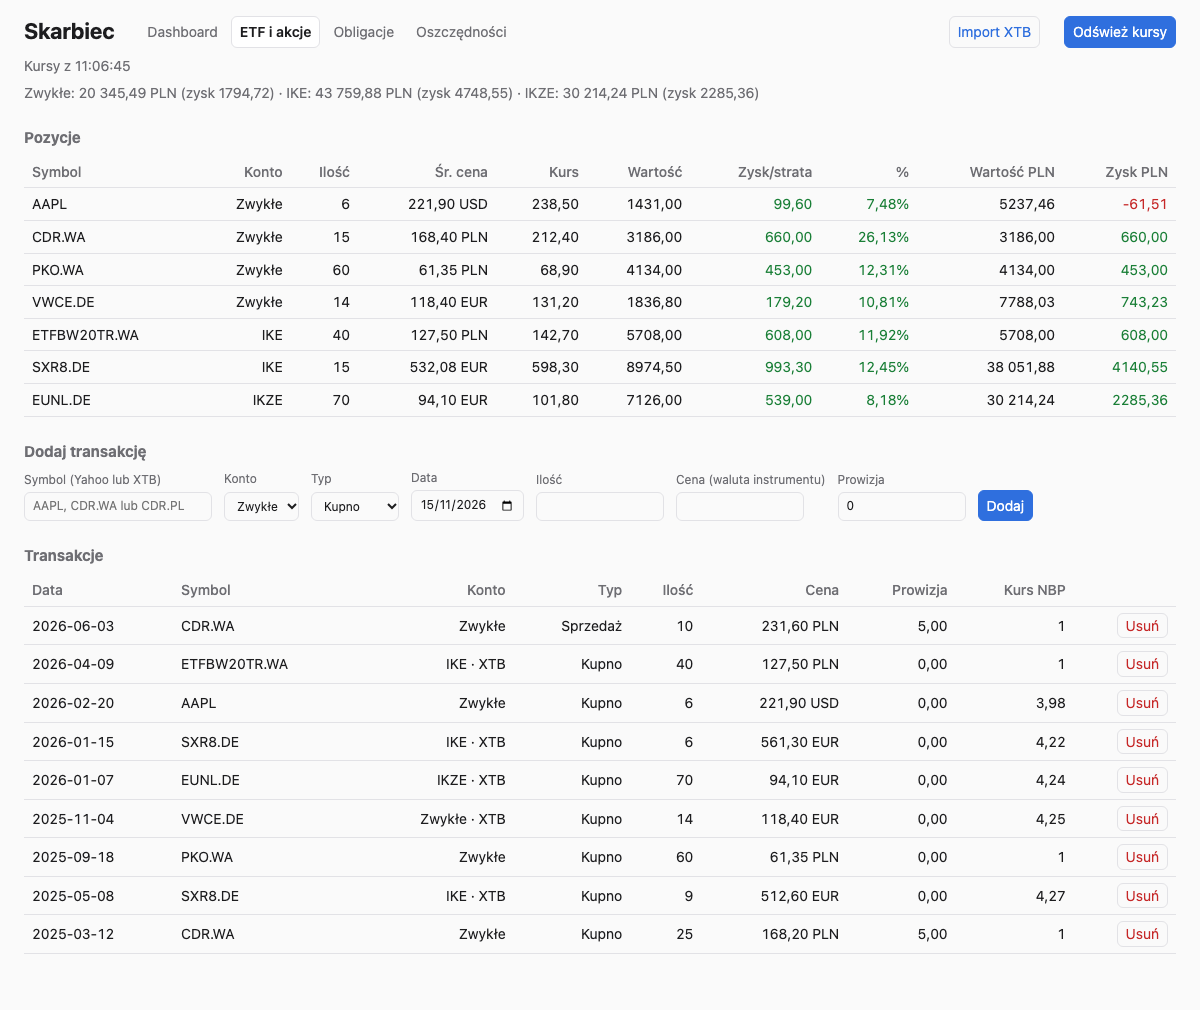 Skarbiec Dashboard ETF i akcje Obligacje Oszczędności Import XTB Odśwież kursy
Kursy z 11:06:45
Zwykłe: 20 345,49 PLN (zysk 1794,72) · IKE: 43 759,88 PLN (zysk 4748,55) · IKZE: 30 214,24 PLN (zysk 2285,36)
Pozycje
Symbol Konto Ilość Śr. cena Kurs Wartość Zysk/strata % Wartość PLN Zysk PLN
AAPL Zwykłe 6 221,90 USD 238,50 1431,00 99,60 7,48% 5237,46 -61,51
CDR.WA Zwykłe 15 168,40 PLN 212,40 3186,00 660,00 26,13% 3186,00 660,00
PKO.WA Zwykłe 60 61,35 PLN 68,90 4134,00 453,00 12,31% 4134,00 453,00
VWCE.DE Zwykłe 14 118,40 EUR 131,20 1836,80 179,20 10,81% 7788,03 743,23
ETFBW20TR.WA IKE 40 127,50 PLN 142,70 5708,00 608,00 11,92% 5708,00 608,00
SXR8.DE IKE 15 532,08 EUR 598,30 8974,50 993,30 12,45% 38 051,88 4140,55
EUNL.DE IKZE 70 94,10 EUR 101,80 7126,00 539,00 8,18% 30 214,24 2285,36
Dodaj transakcję
Symbol (Yahoo lub XTB) Konto Typ Data Ilość Cena (waluta instrumentu) Prowizja
AAPL, CDR.WA lub CDR.PL Zwykłe Kupno 15/11/2026 0 Dodaj
Transakcje
Data Symbol Konto Typ Ilość Cena Prowizja Kurs NBP
2026-06-03 CDR.WA Zwykłe Sprzedaż 10 231,60 PLN 5,00 1 Usuń
2026-04-09 ETFBW20TR.WA IKE · XTB Kupno 40 127,50 PLN 0,00 1 Usuń
2026-02-20 AAPL Zwykłe Kupno 6 221,90 USD 0,00 3,98 Usuń
2026-01-15 SXR8.DE IKE · XTB Kupno 6 561,30 EUR 0,00 4,22 Usuń
2026-01-07 EUNL.DE IKZE · XTB Kupno 70 94,10 EUR 0,00 4,24 Usuń
2025-11-04 VWCE.DE Zwykłe · XTB Kupno 14 118,40 EUR 0,00 4,25 Usuń
2025-09-18 PKO.WA Zwykłe Kupno 60 61,35 PLN 0,00 1 Usuń
2025-05-08 SXR8.DE IKE · XTB Kupno 9 512,60 EUR 0,00 4,27 Usuń
2025-03-12 CDR.WA Zwykłe Kupno 25 168,20 PLN 5,00 1 Usuń